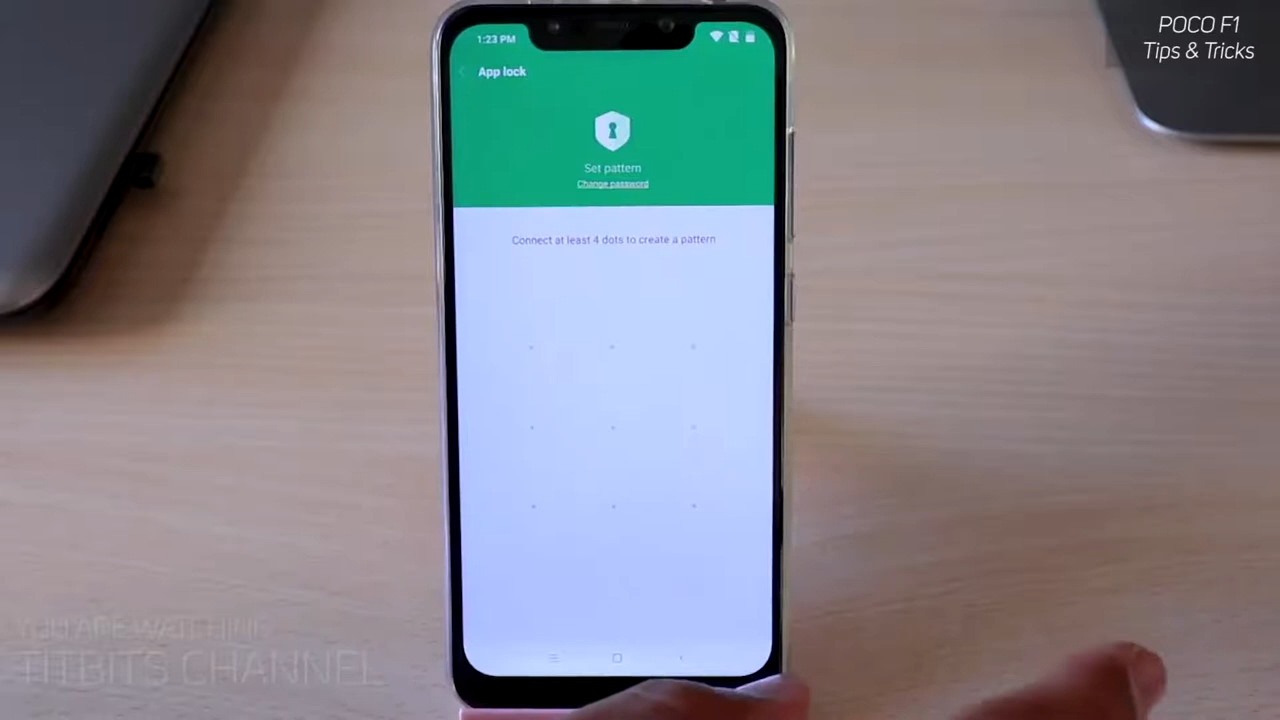 POCO F1
Tips & Tricks
1:23 PM
App lock
Set pattern
Change password
Connect at least 4 dots to create a pattern
YOU ARE WATCHING
TITBITS CHANNEL